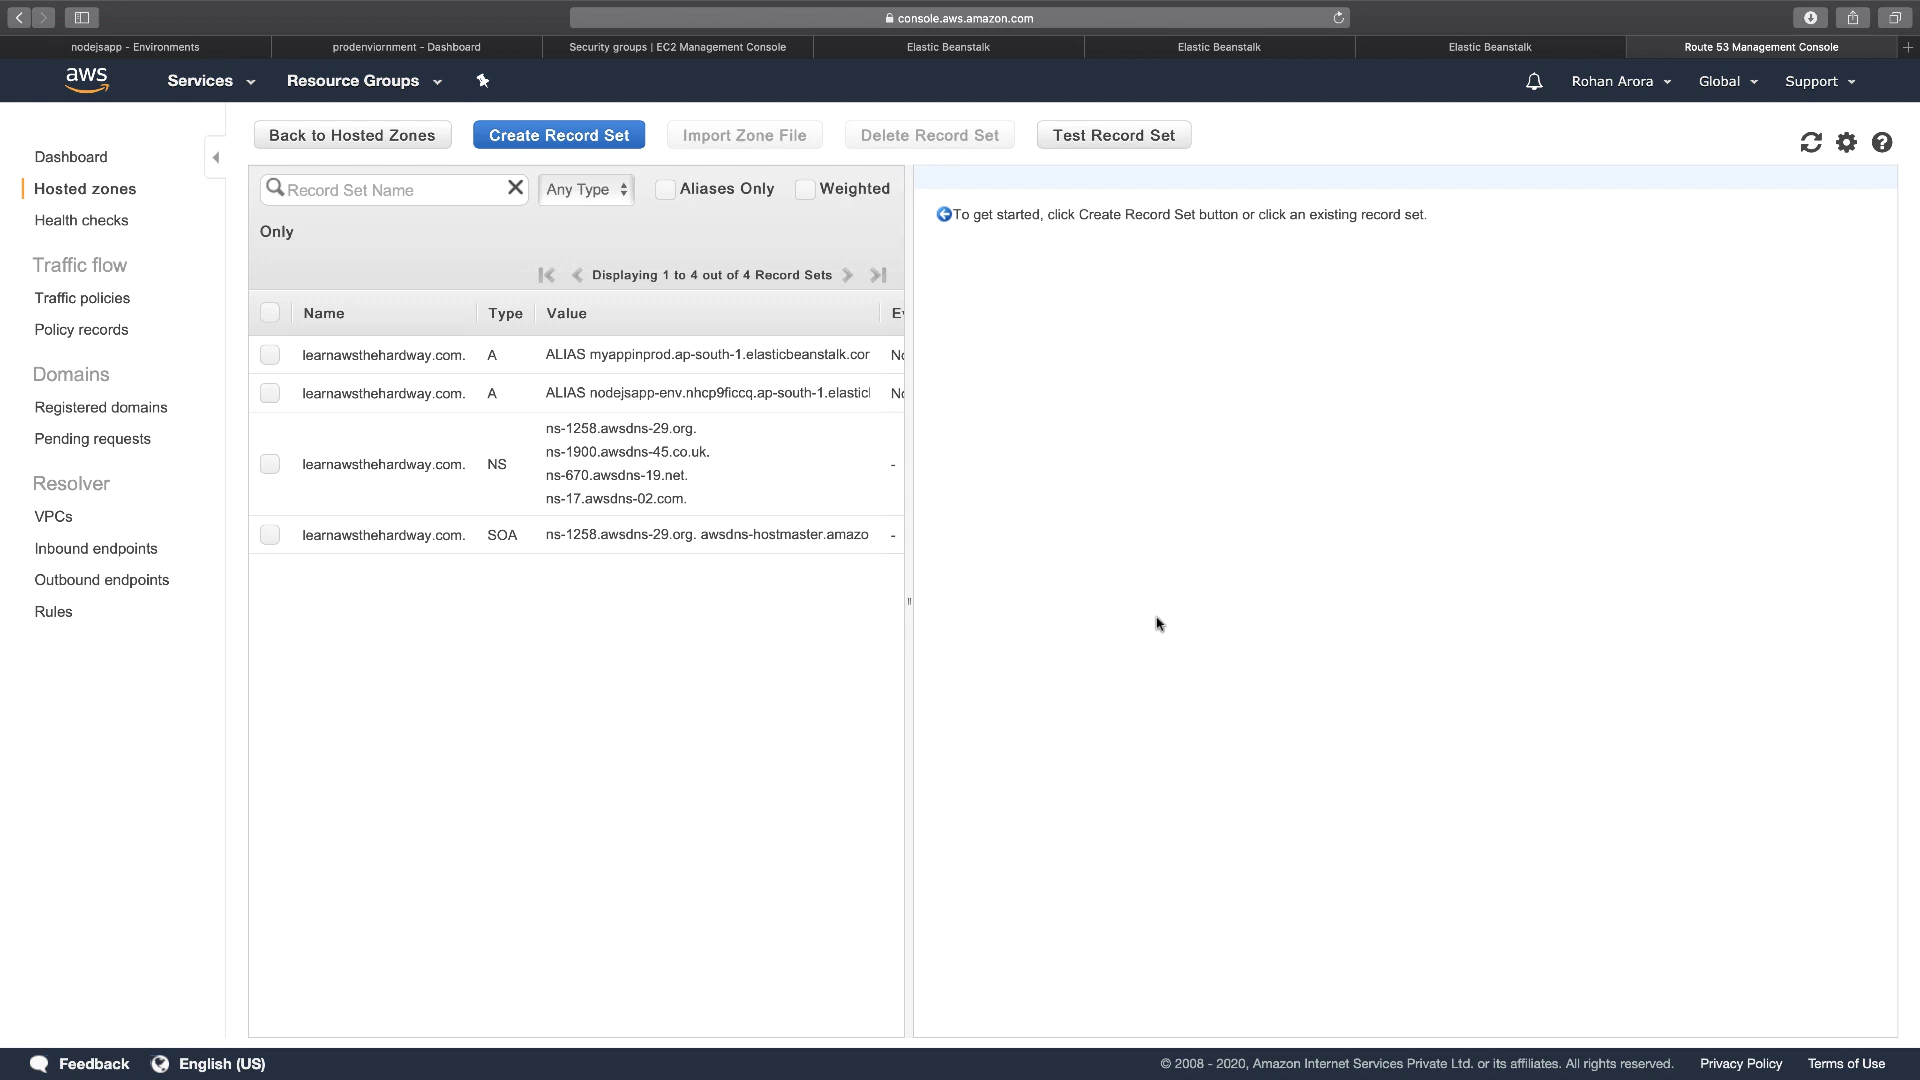 console.aws.amazon.com
nodejsapp - Environments
prodenviornment - Dashboard
Security groups | EC2 Management Console
Elastic Beanstalk
Elastic Beanstalk
Elastic Beanstalk
Route 53 Management Console
aws
Services
Resource Groups
Rohan Arora
Global
Support
Dashboard
Hosted zones
Health checks
Traffic flow
Traffic policies
Policy records
Domains
Registered domains
Pending requests
Resolver
VPCs
Inbound endpoints
Outbound endpoints
Rules
Back to Hosted Zones
Create Record Set
Import Zone File
Delete Record Set
Test Record Set
Record Set Name
Any Type
Aliases Only
Weighted
Only
Displaying 1 to 4 out of 4 Record Sets
Name Type Value
learnawsthehardway.com. A ALIAS myappinprod.ap-south-1.elasticbeanstalk.cor
learnawsthehardway.com. A ALIAS nodejsapp-env.nhcp9ficcq.ap-south-1.elastic
learnawsthehardway.com. NS
ns-1258.awsdns-29.org.
ns-1900.awsdns-45.co.uk.
ns-670.awsdns-19.net.
ns-17.awsdns-02.com.
-
learnawsthehardway.com. SOA ns-1258.awsdns-29.org. awsdns-hostmaster.amazo -
To get started, click Create Record Set button or click an existing record set.
Feedback
English (US)
© 2008 - 2020, Amazon Internet Services Private Ltd. or its affiliates. All rights reserved.
Privacy Policy
Terms of Use